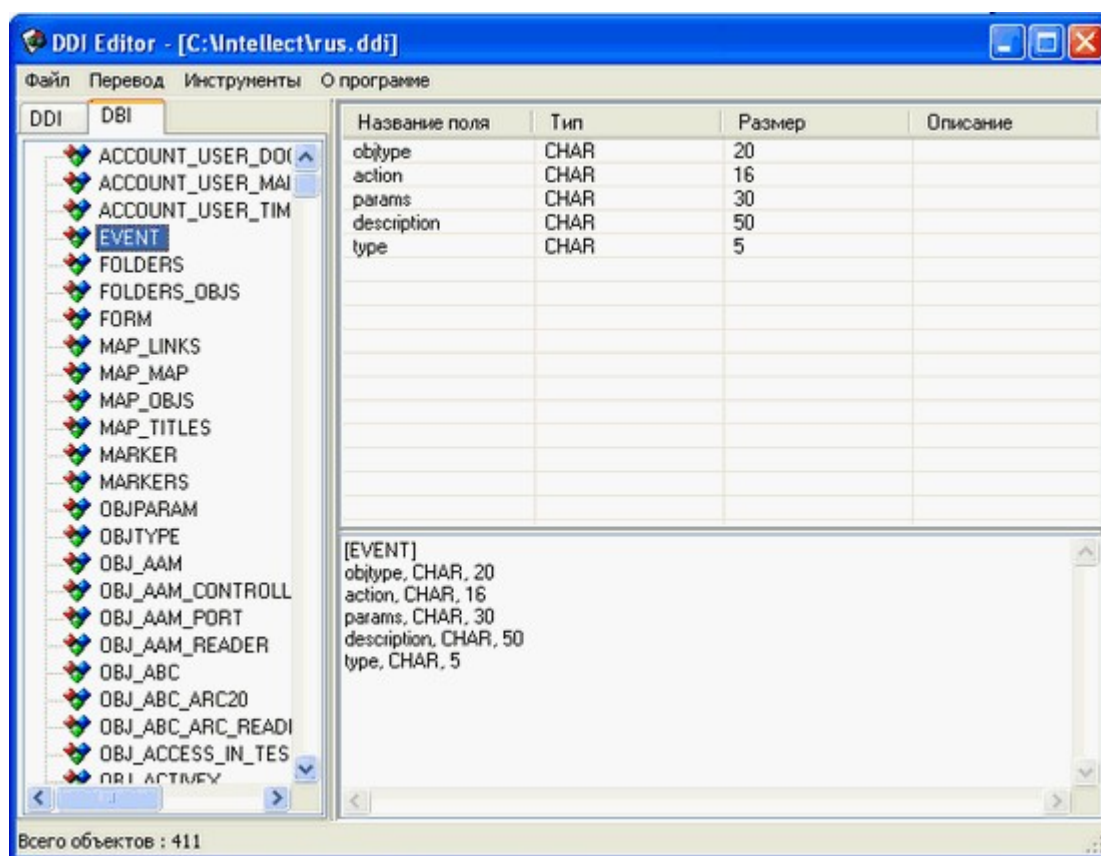 DDI Editor - [C:\Intellect\rus.ddi]
Файл Перевод Инструменты О программе
DDI DBI
ACCOUNT_USER_DO(
ACCOUNT_USER_MAI
ACCOUNT_USER_TIM
EVENT
FOLDERS
FOLDERS_OBJS
FORM
MAP_LINKS
MAP_MAP
MAP_OBJS
MAP_TITLES
MARKER
MARKERS
OBJPARAM
OBJTYPE
OBJ_AAM
OBJ_AAM_CONTROLL
OBJ_AAM_PORT
OBJ_AAM_READER
OBJ_ABC
OBJ_ABC_ARC20
OBJ_ABC_ARC_READI
OBJ_ACCESS_IN_TES
OBJ_ACTIVEX
Название поля Тип Размер Описание
objtype CHAR 20
action CHAR 16
params CHAR 30
description CHAR 50
type CHAR 5
[EVENT]
objtype, CHAR, 20
action, CHAR, 16
params, CHAR, 30
description, CHAR, 50
type, CHAR, 5
Всего объектов : 411